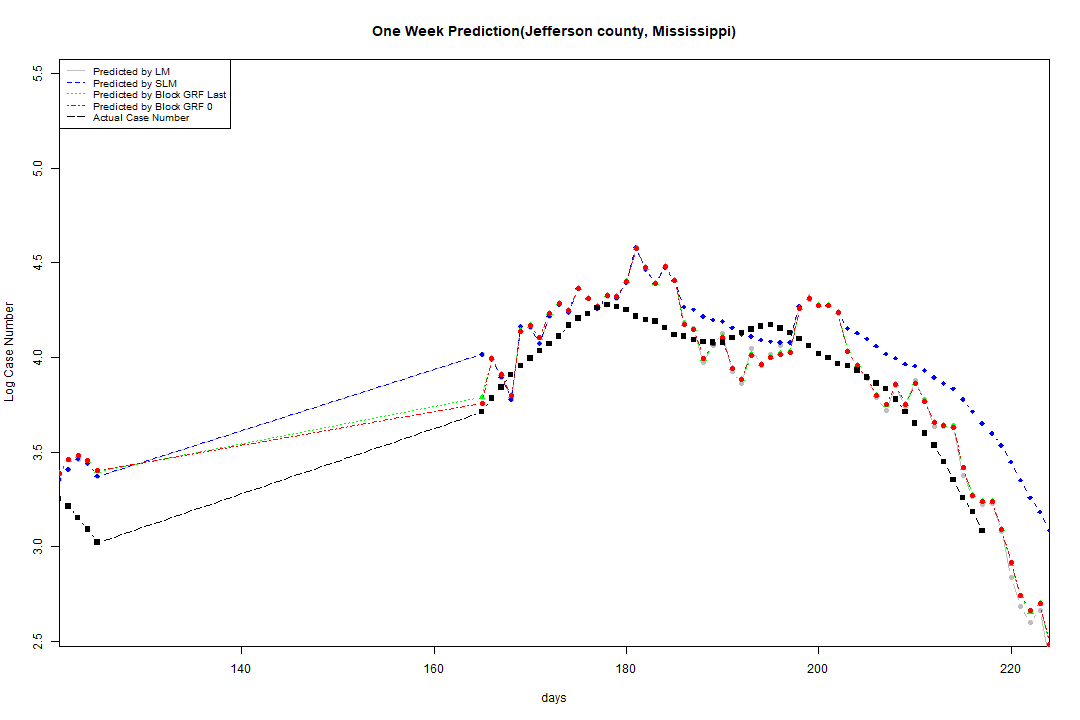 One Week Prediction(Jefferson county, Mississippi)
Predicted by LM
Predicted by SLM
Predicted by Block GRF Last
Predicted by Block GRF 0
Actual Case Number
5.5
5.0
4.5
4.0
3.5
3.0
2.5
Log Case Number
140 160 180 200 220
days